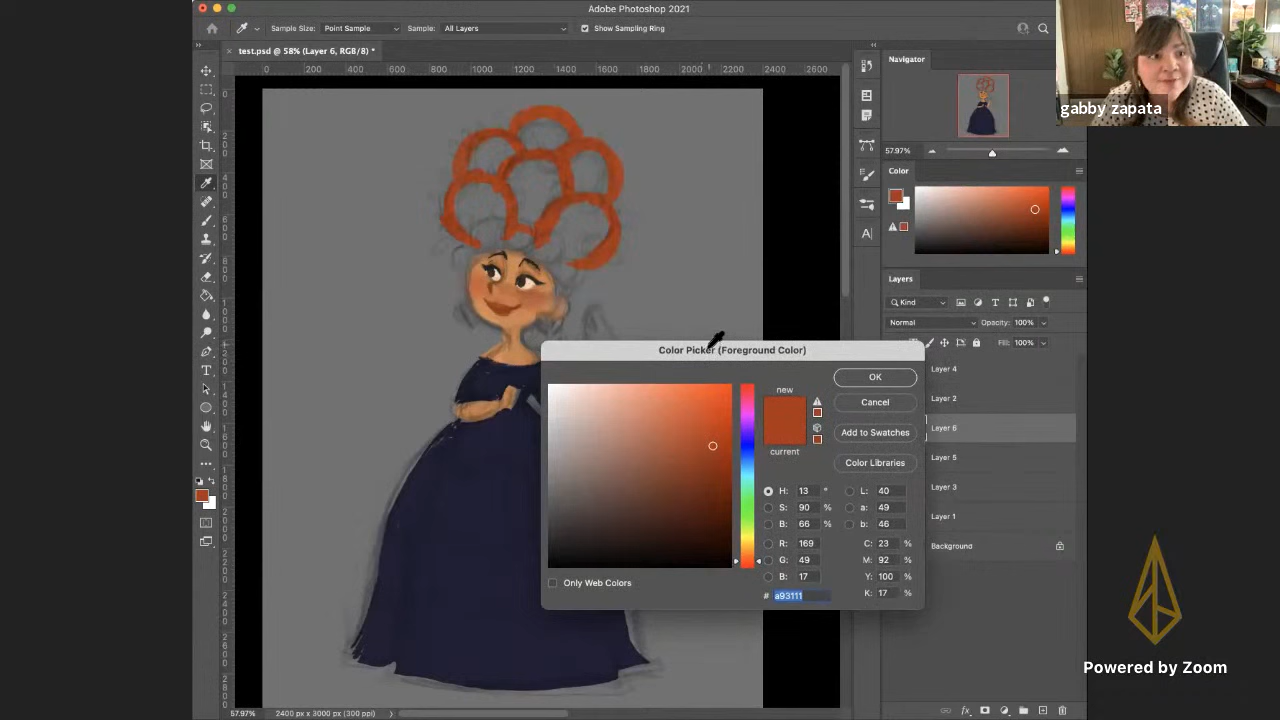 Adobe Photoshop 2021
Sample Size: Point Sample Sample: All Layers Show Sampling Ring
test.psd @ 58% (Layer 6, RGB/8) *
0 200 400 600 800 1000 1200 1400 1600 1800 2000 2200 2400 2600
gabby zapata
Navigator
57.97%
Color
Layers
Kind
Normal Opacity: 100%
Fill: 100%
Layer 4
Layer 2
Layer 6
Layer 5
Layer 3
Layer 1
Background
Color Picker (Foreground Color)
new
current
OK
Cancel
Add to Swatches
Color Libraries
H: 13 ° L: 40
S: 90 % a: 49
B: 66 % b: 46
R: 169 C: 23 %
G: 49 M: 92 %
B: 17 Y: 100 %
# a93111 K: 17 %
Only Web Colors
57.97% 2400 px x 3000 px (300 ppi)
Powered by Zoom